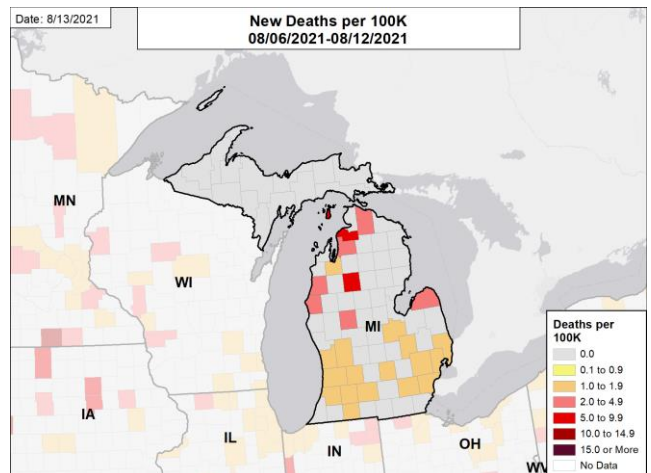 Date: 8/13/2021
New Deaths per 100K
08/06/2021-08/12/2021
MN
WI
MI
IA
IL
IN
OH
WV
Deaths per
100K
0.0
0.1 to 0.9
1.0 to 1.9
2.0 to 4.9
5.0 to 9.9
10.0 to 14.9
15.0 or More
No Data